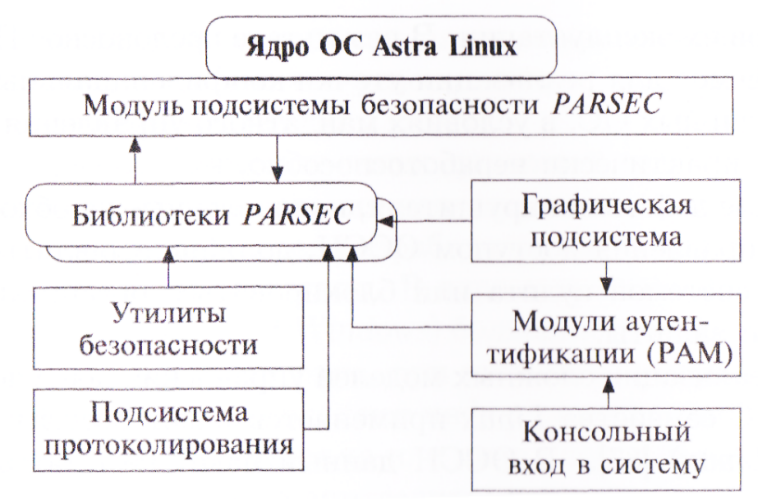 Ядро ОС Astra Linux
Модуль подсистемы безопасности PARSEC
Библиотеки PARSEC
Графическая
подсистема
Утилиты
безопасности
Модули аутен-
тификации (PAM)
Подсистема
протоколирования
Консольный
вход в систему